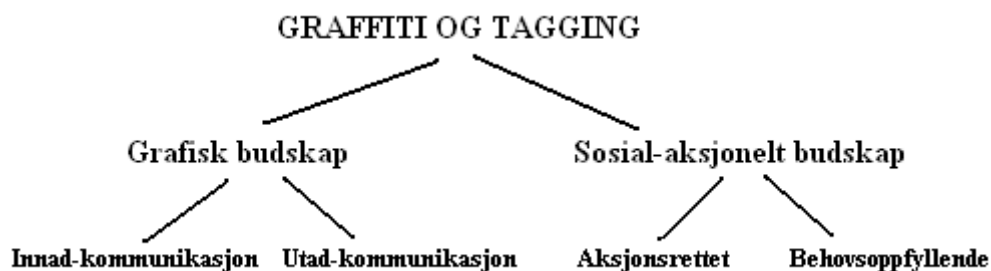 GRAFFITI OG TAGGING
Grafisk budskap Sosial-aksjonelt budskap
Innad-kommunikasjon Utad-kommunikasjon Aksjonsrettet Behovsoppfyllende